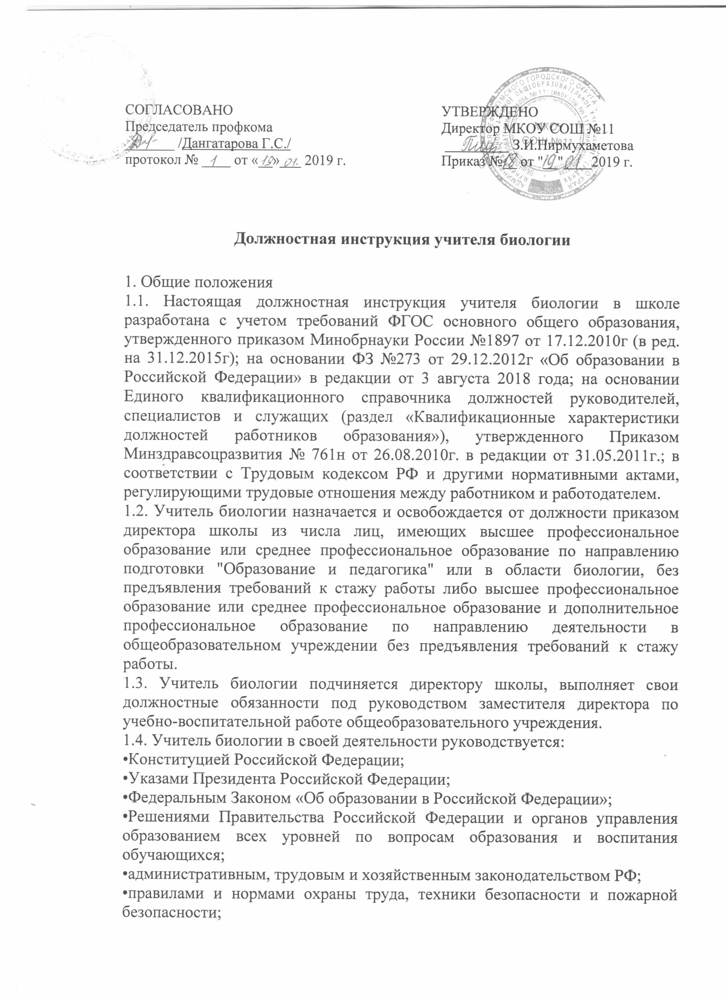 СОГЛАСОВАНО
Председатель профкома
/Дангатарова Г.С./
протокол № 1 от «19» 01. 2019 г.
УТВЕРЖДЕНО
Директор МКОУ СОШ №11
З.И.Пирмухаметова
Приказ №18 от "19" 01 2019 г.
МКОУ
СОШ №11
Должностная инструкция учителя биологии
1. Общие положения
1.1. Настоящая должностная инструкция учителя биологии в школе
разработана с учетом требований ФГОС основного общего образования,
утвержденного приказом Минобрнауки России №1897 от 17.12.2010г (в ред.
на 31.12.2015г); на основании ФЗ №273 от 29.12.2012г «Об образовании в
Российской Федерации» в редакции от 3 августа 2018 года; на основании
Единого квалификационного справочника должностей руководителей,
специалистов и служащих (раздел «Квалификационные характеристики
должностей работников образования»), утвержденного Приказом
Минздравсоцразвития № 761н от 26.08.2010г. в редакции от 31.05.2011г.; в
соответствии с Трудовым кодексом РФ и другими нормативными актами,
регулирующими трудовые отношения между работником и работодателем.
1.2. Учитель биологии назначается и освобождается от должности приказом
директора школы из числа лиц, имеющих высшее профессиональное
образование или среднее профессиональное образование по направлению
подготовки "Образование и педагогика" или в области биологии, без
предъявления требований к стажу работы либо высшее профессиональное
образование или среднее профессиональное образование и дополнительное
профессиональное образование по направлению деятельности в
общеобразовательном учреждении без предъявления требований к стажу
работы.
1.3. Учитель биологии подчиняется директору школы, выполняет свои
должностные обязанности под руководством заместителя директора по
учебно-воспитательной работе общеобразовательного учреждения.
1.4. Учитель биологии в своей деятельности руководствуется:
•Конституцией Российской Федерации;
•Указами Президента Российской Федерации;
•Федеральным Законом «Об образовании в Российской Федерации»;
•Решениями Правительства Российской Федерации и органов управления
образованием всех уровней по вопросам образования и воспитания
обучающихся;
•административным, трудовым и хозяйственным законодательством РФ;
•правилами и нормами охраны труда, техники безопасности и пожарной
безопасности;